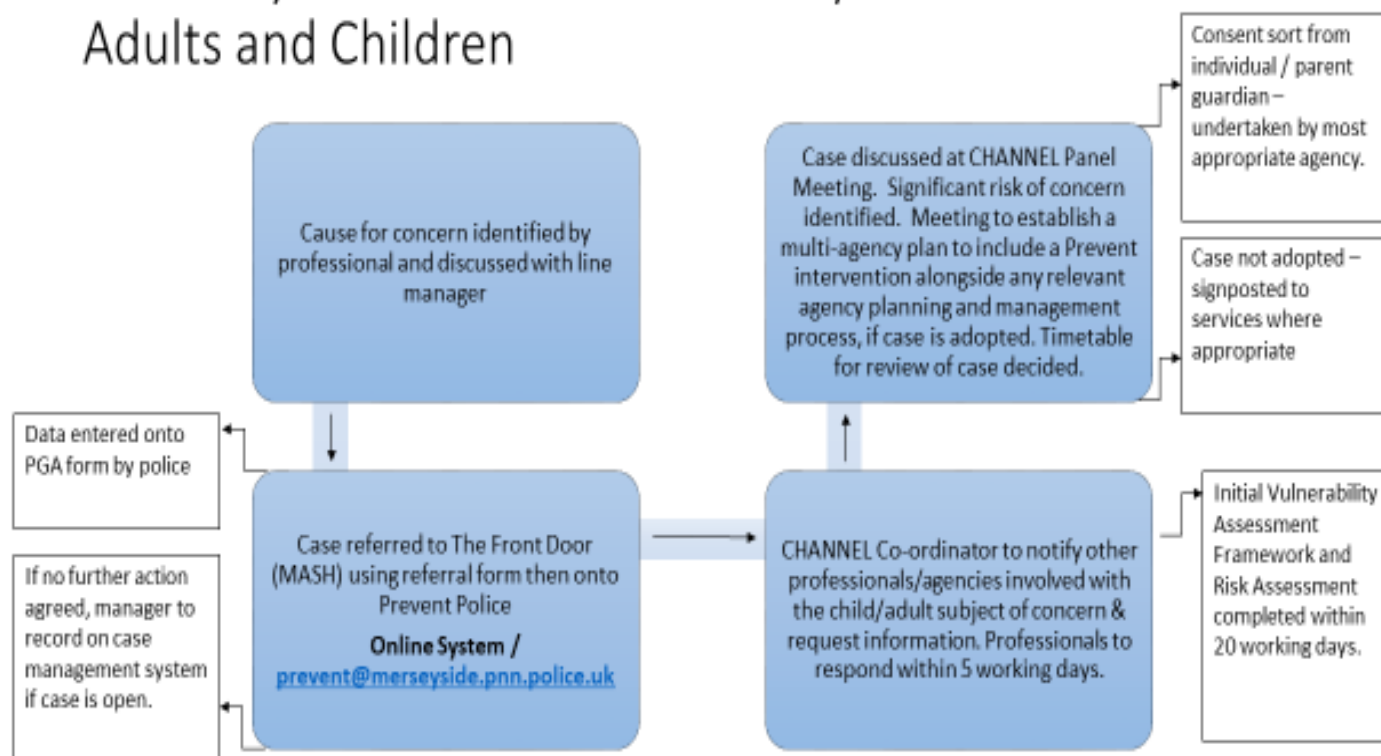 Adults and Children
Cause for concern identified by
professional and discussed with line
manager
Data entered onto
PGA form by police
Case referred to The Front Door
(MASH) using referral form then onto
Prevent Police
Online System /
prevent@merseyside.pnn.police.uk
If no further action
agreed, manager to
record on case
management system
if case is open.
CHANNEL Co-ordinator to notify other
professionals/agencies involved with
the child/adult subject of concern &
request information. Professionals to
respond within 5 working days.
Initial Vulnerability
Assessment
Framework and
Risk Assessment
completed within
20 working days.
Case discussed at CHANNEL Panel
Meeting. Significant risk of concern
identified. Meeting to establish a
multi-agency plan to include a Prevent
intervention alongside any relevant
agency planning and management
process, if case is adopted. Timetable
for review of case decided.
Consent sort from
individual / parent
guardian –
undertaken by most
appropriate agency.
Case not adopted –
signposted to
services where
appropriate